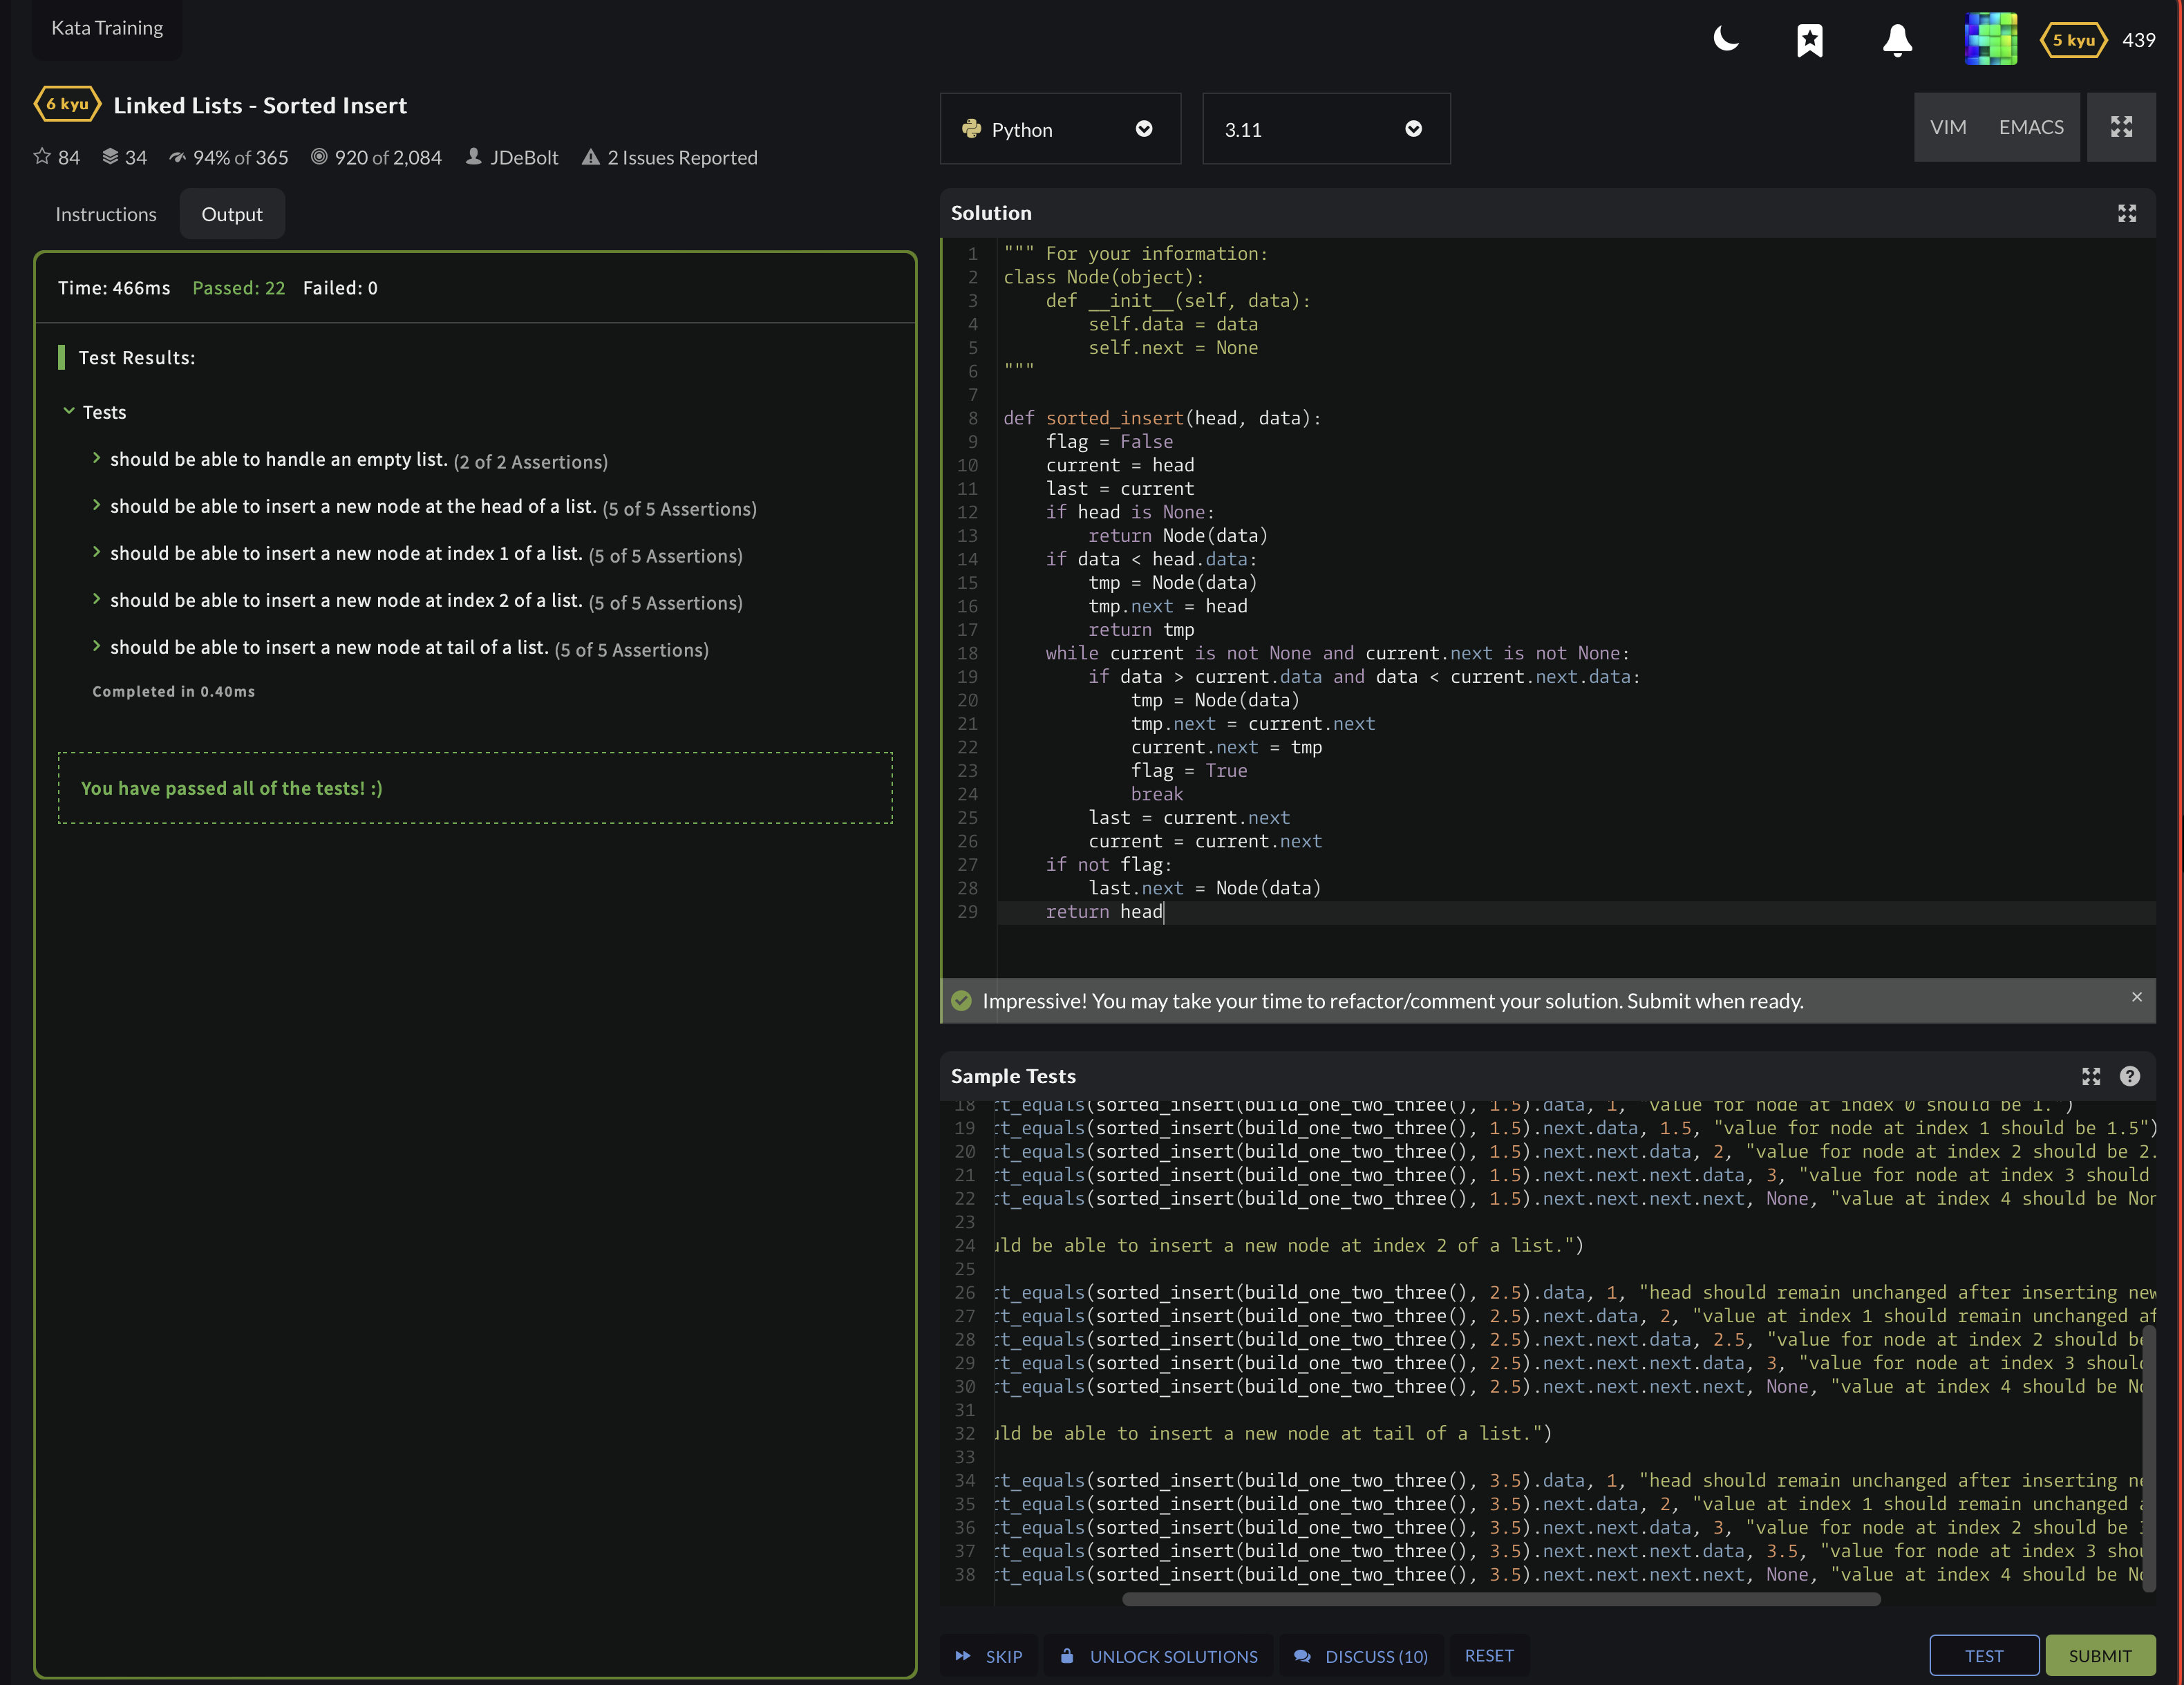 Kata Training
5 kyu 439
6 kyu Linked Lists - Sorted Insert
84 34 94% of 365 920 of 2,084 JDeBolt 2 Issues Reported
Instructions Output
Time: 466ms Passed: 22 Failed: 0
Test Results:
Tests
should be able to handle an empty list. (2 of 2 Assertions)
should be able to insert a new node at the head of a list. (5 of 5 Assertions)
should be able to insert a new node at index 1 of a list. (5 of 5 Assertions)
should be able to insert a new node at index 2 of a list. (5 of 5 Assertions)
should be able to insert a new node at tail of a list. (5 of 5 Assertions)
Completed in 0.40ms
You have passed all of the tests! :)
Python 3.11 VIM EMACS
Solution
1 """ For your information:
2 class Node(object):
3     def __init__(self, data):
4         self.data = data
5         self.next = None
6 """
7
8 def sorted_insert(head, data):
9     flag = False
10     current = head
11     last = current
12     if head is None:
13         return Node(data)
14     if data < head.data:
15         tmp = Node(data)
16         tmp.next = head
17         return tmp
18     while current is not None and current.next is not None:
19         if data > current.data and data < current.next.data:
20             tmp = Node(data)
21             tmp.next = current.next
22             current.next = tmp
23             flag = True
24             break
25         last = current.next
26         current = current.next
27     if not flag:
28         last.next = Node(data)
29     return head
Impressive! You may take your time to refactor/comment your solution. Submit when ready.
Sample Tests
18 rt_equals(sorted_insert(build_one_two_three(), 1.5).data, 1, "value for node at index 0 should be 1.")
19 rt_equals(sorted_insert(build_one_two_three(), 1.5).next.data, 1.5, "value for node at index 1 should be 1.5")
20 rt_equals(sorted_insert(build_one_two_three(), 1.5).next.next.data, 2, "value for node at index 2 should be 2.
21 rt_equals(sorted_insert(build_one_two_three(), 1.5).next.next.next.data, 3, "value for node at index 3 should
22 rt_equals(sorted_insert(build_one_two_three(), 1.5).next.next.next.next, None, "value at index 4 should be Non
23
24 uld be able to insert a new node at index 2 of a list.")
25
26 rt_equals(sorted_insert(build_one_two_three(), 2.5).data, 1, "head should remain unchanged after inserting new
27 rt_equals(sorted_insert(build_one_two_three(), 2.5).next.data, 2, "value at index 1 should remain unchanged af
28 rt_equals(sorted_insert(build_one_two_three(), 2.5).next.next.data, 2.5, "value for node at index 2 should be
29 rt_equals(sorted_insert(build_one_two_three(), 2.5).next.next.next.data, 3, "value for node at index 3 should
30 rt_equals(sorted_insert(build_one_two_three(), 2.5).next.next.next.next, None, "value at index 4 should be No
31
32 uld be able to insert a new node at tail of a list.")
33
34 rt_equals(sorted_insert(build_one_two_three(), 3.5).data, 1, "head should remain unchanged after inserting ne
35 rt_equals(sorted_insert(build_one_two_three(), 3.5).next.data, 2, "value at index 1 should remain unchanged a
36 rt_equals(sorted_insert(build_one_two_three(), 3.5).next.next.data, 3, "value for node at index 2 should be
37 rt_equals(sorted_insert(build_one_two_three(), 3.5).next.next.next.data, 3.5, "value for node at index 3 shou
38 rt_equals(sorted_insert(build_one_two_three(), 3.5).next.next.next.next, None, "value at index 4 should be No
SKIP UNLOCK SOLUTIONS DISCUSS (10) RESET TEST SUBMIT